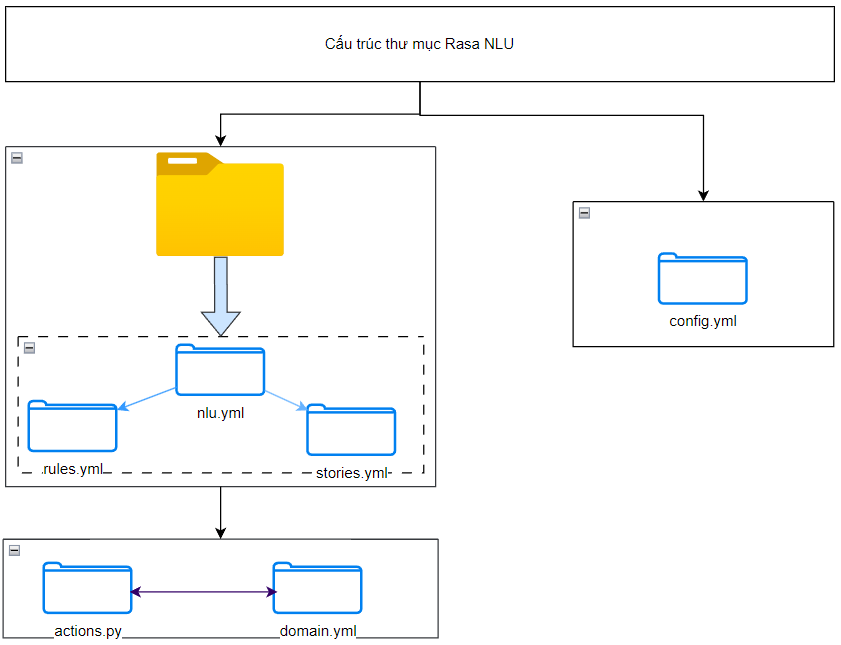 Cấu trúc thư mục Rasa NLU
config.yml
nlu.yml
rules.yml
stories.yml
actions.py
domain.yml